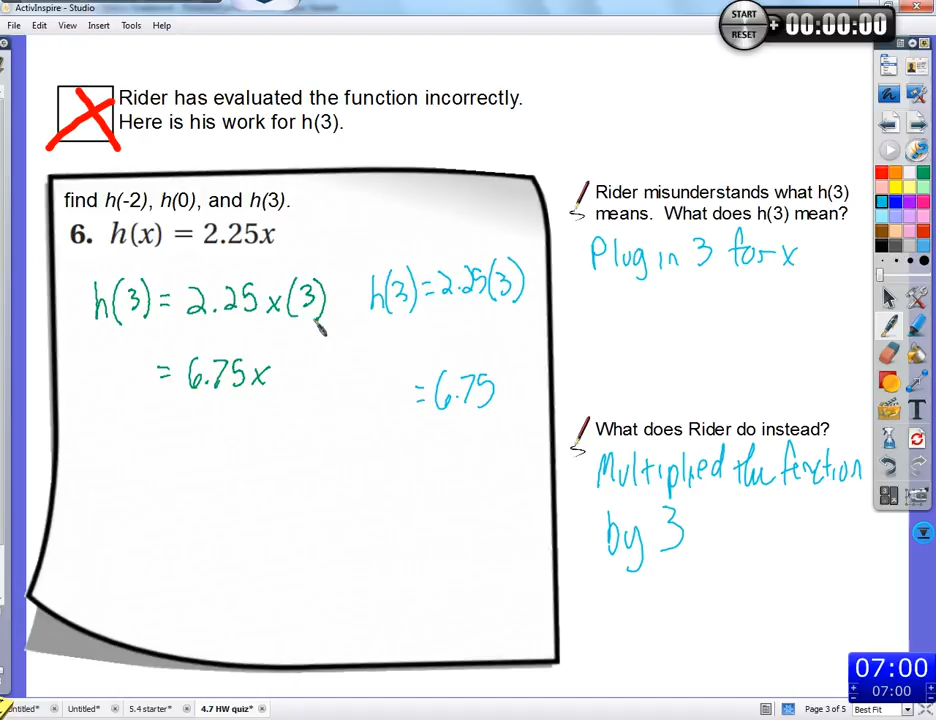 ActivInspire - Studio
File Edit View Insert Tools Help
START
RESET
00:00:00
Rider has evaluated the function incorrectly.
Here is his work for h(3).
find h(-2), h(0), and h(3).
6. h(x) = 2.25x
h(3) = 2.25x(3)
= 6.75x
h(3) = 2.25(3)
= 6.75
Rider misunderstands what h(3)
means. What does h(3) mean?
Plug in 3 for x
What does Rider do instead?
Multiplied the function
by 3
07:00
07:00
Untitled* Untitled* 5.4 starter* 4.7 HW quiz*
Page 3 of 5 Best Fit